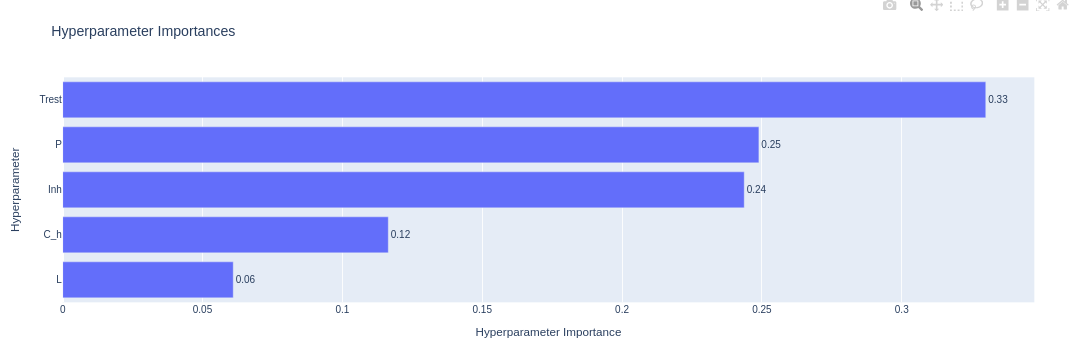 Hyperparameter Importances
Hyperparameter
Trest
0.33
P
0.25
Inh
0.24
C_h
0.12
L
0.06
0 0.05 0.1 0.15 0.2 0.25 0.3
Hyperparameter Importance